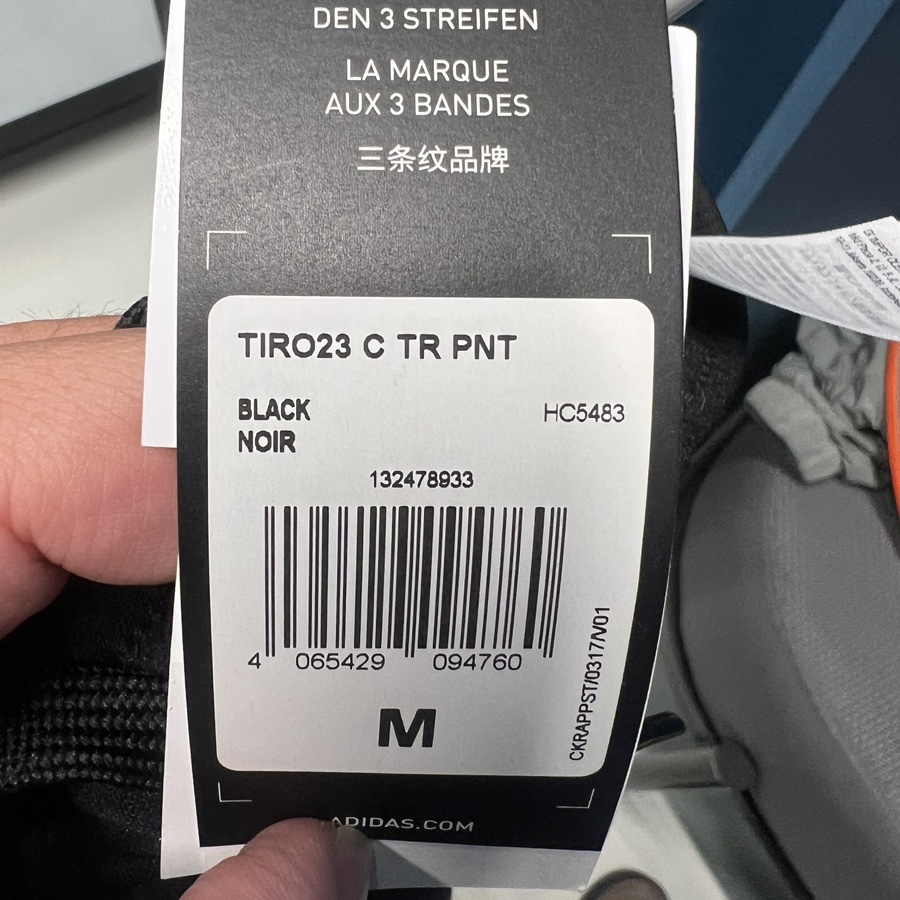 DEN 3 STREIFEN
LA MARQUE
AUX 3 BANDES
三条纹品牌
TIRO23 C TR PNT
BLACK
HC5483
NOIR
132478933
4 065429 094760
CKRAPPST/0317/V01
M
ADIDAS.COM